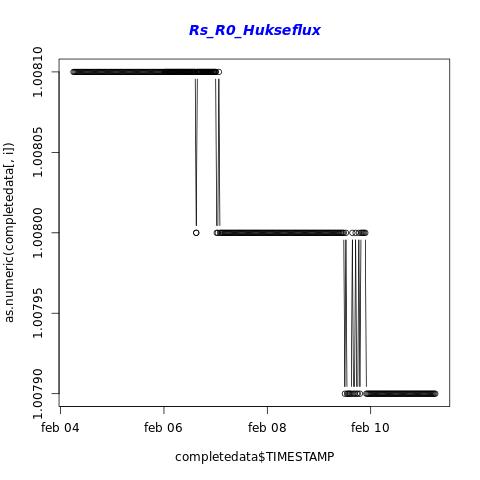 Rs_R0_Hukseflux
as.numeric(completedata[, i])
1.00810
1.00805
1.00800
1.00795
1.00790
feb 04 feb 06 feb 08 feb 10
completedata$TIMESTAMP